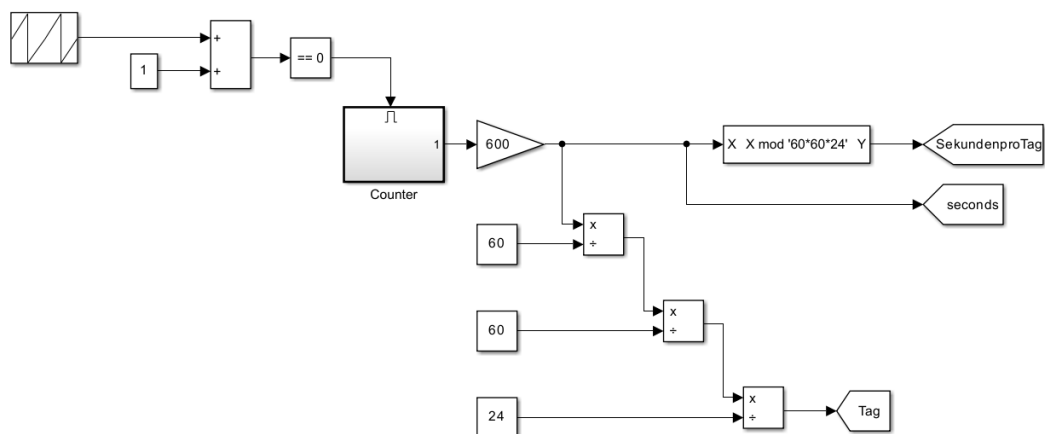 +
1
+
== 0
1
Counter
600
X X mod '60*60*24' Y
SekundenproTag
seconds
x
60
÷
x
60
÷
x
24
÷
Tag